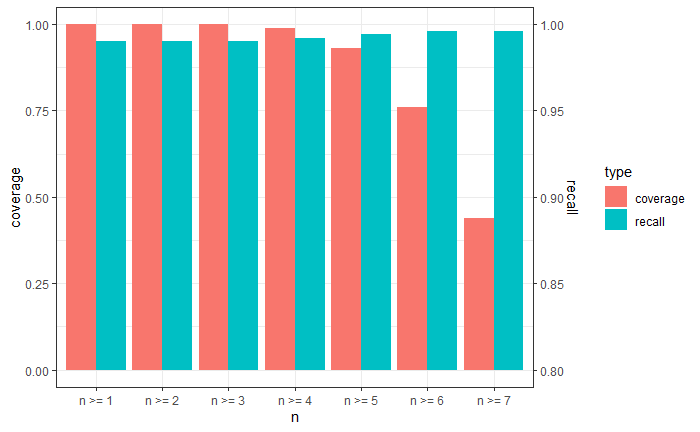 1.00
0.75
0.50
0.25
0.00
coverage
1.00
0.95
0.90
0.85
0.80
recall
n >= 1 n >= 2 n >= 3 n >= 4 n >= 5 n >= 6 n >= 7
n
type
coverage
recall